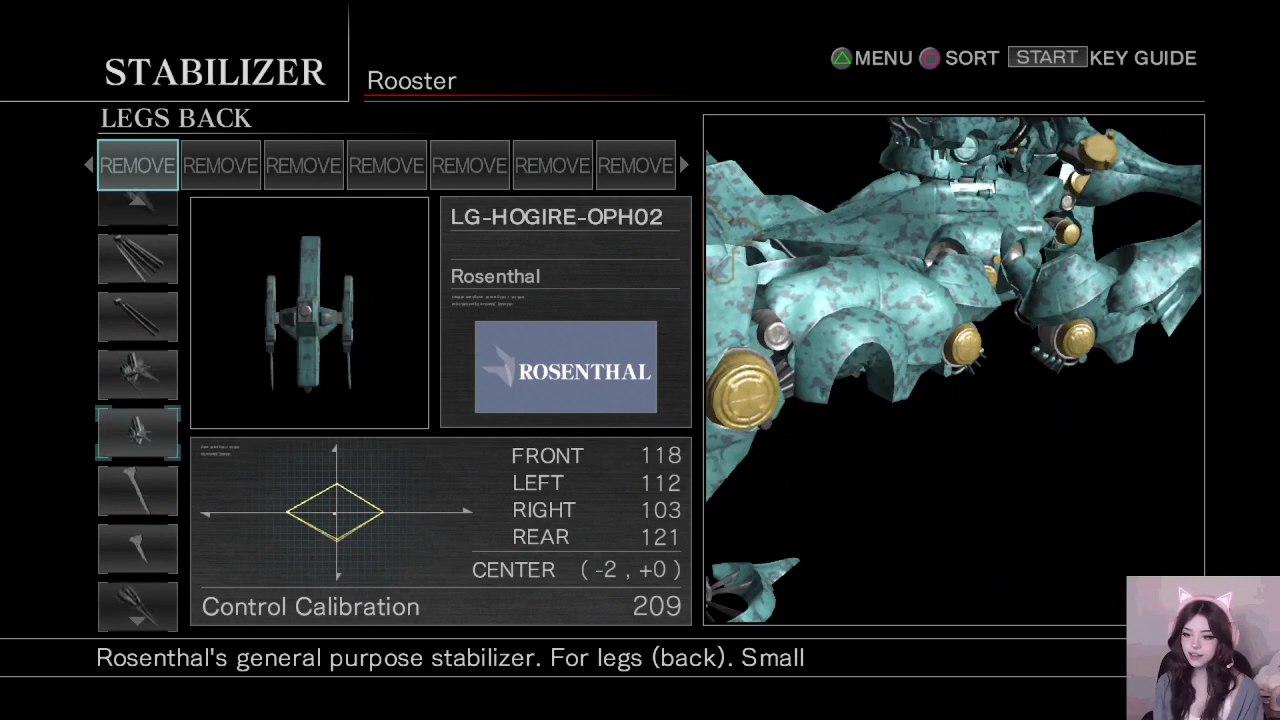 STABILIZER
Rooster
MENU SORT START KEY GUIDE
LEGS BACK
REMOVE REMOVE REMOVE REMOVE REMOVE REMOVE REMOVE
LG-HOGIRE-OPH02
Rosenthal
ROSENTHAL
FRONT 118
LEFT 112
RIGHT 103
REAR 121
CENTER ( -2 , +0 )
Control Calibration 209
Rosenthal's general purpose stabilizer. For legs (back). Small